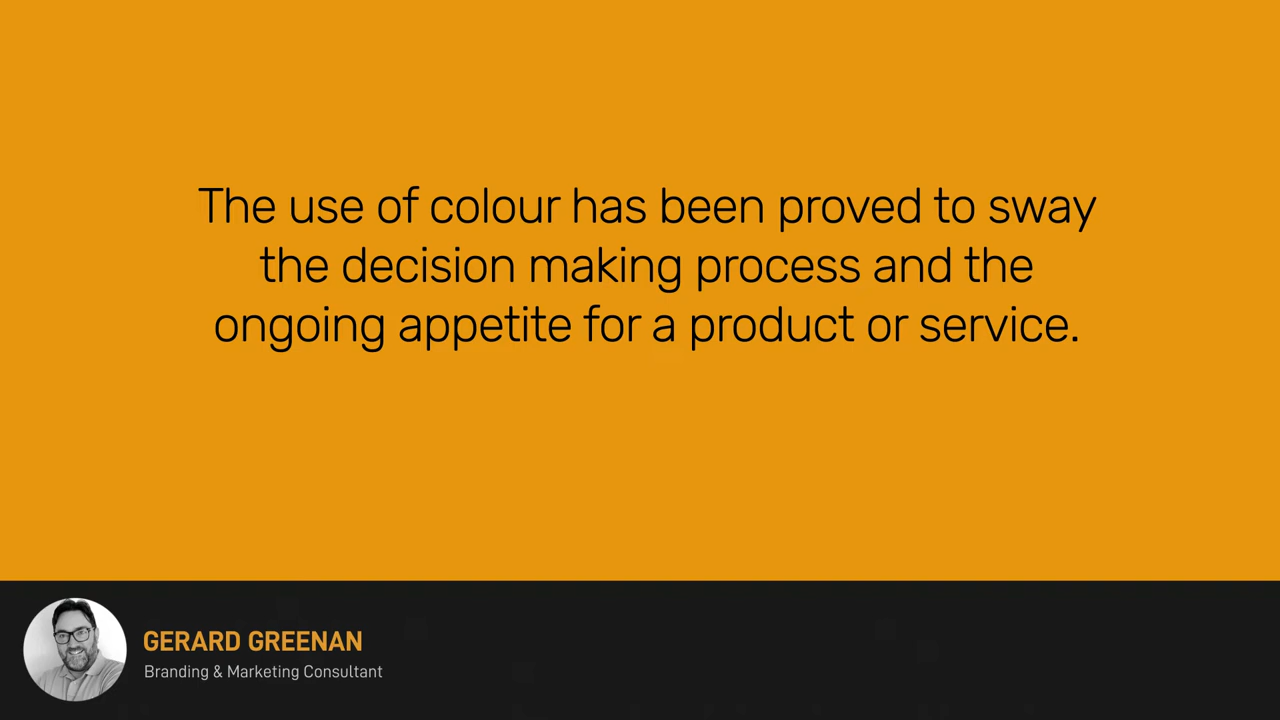 The use of colour has been proved to sway
the decision making process and the
ongoing appetite for a product or service.
GERARD GREENAN
Branding & Marketing Consultant